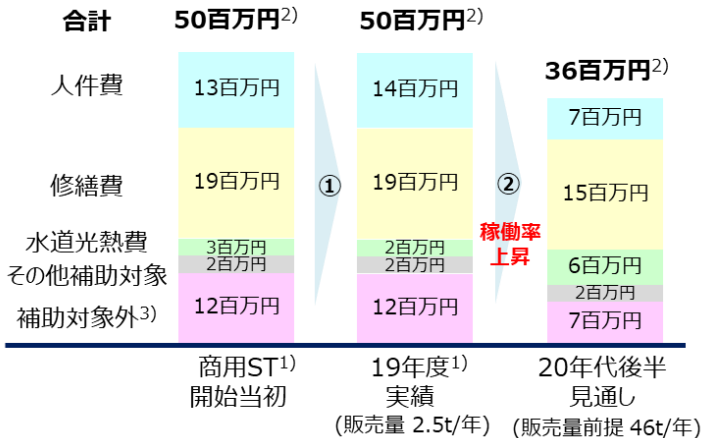 合計
50百万円2)
50百万円2)
36百万円2)
人件費
13百万円
14百万円
7百万円
修繕費
19百万円
①
19百万円
②
15百万円
水道光熱費
3百万円
2百万円
稼働率
上昇
6百万円
その他補助対象
2百万円
2百万円
2百万円
補助対象外3)
12百万円
12百万円
7百万円
商用ST1)
開始当初
19年度1)
実績
(販売量 2.5t/年)
20年代後半
見通し
(販売量前提 46t/年)